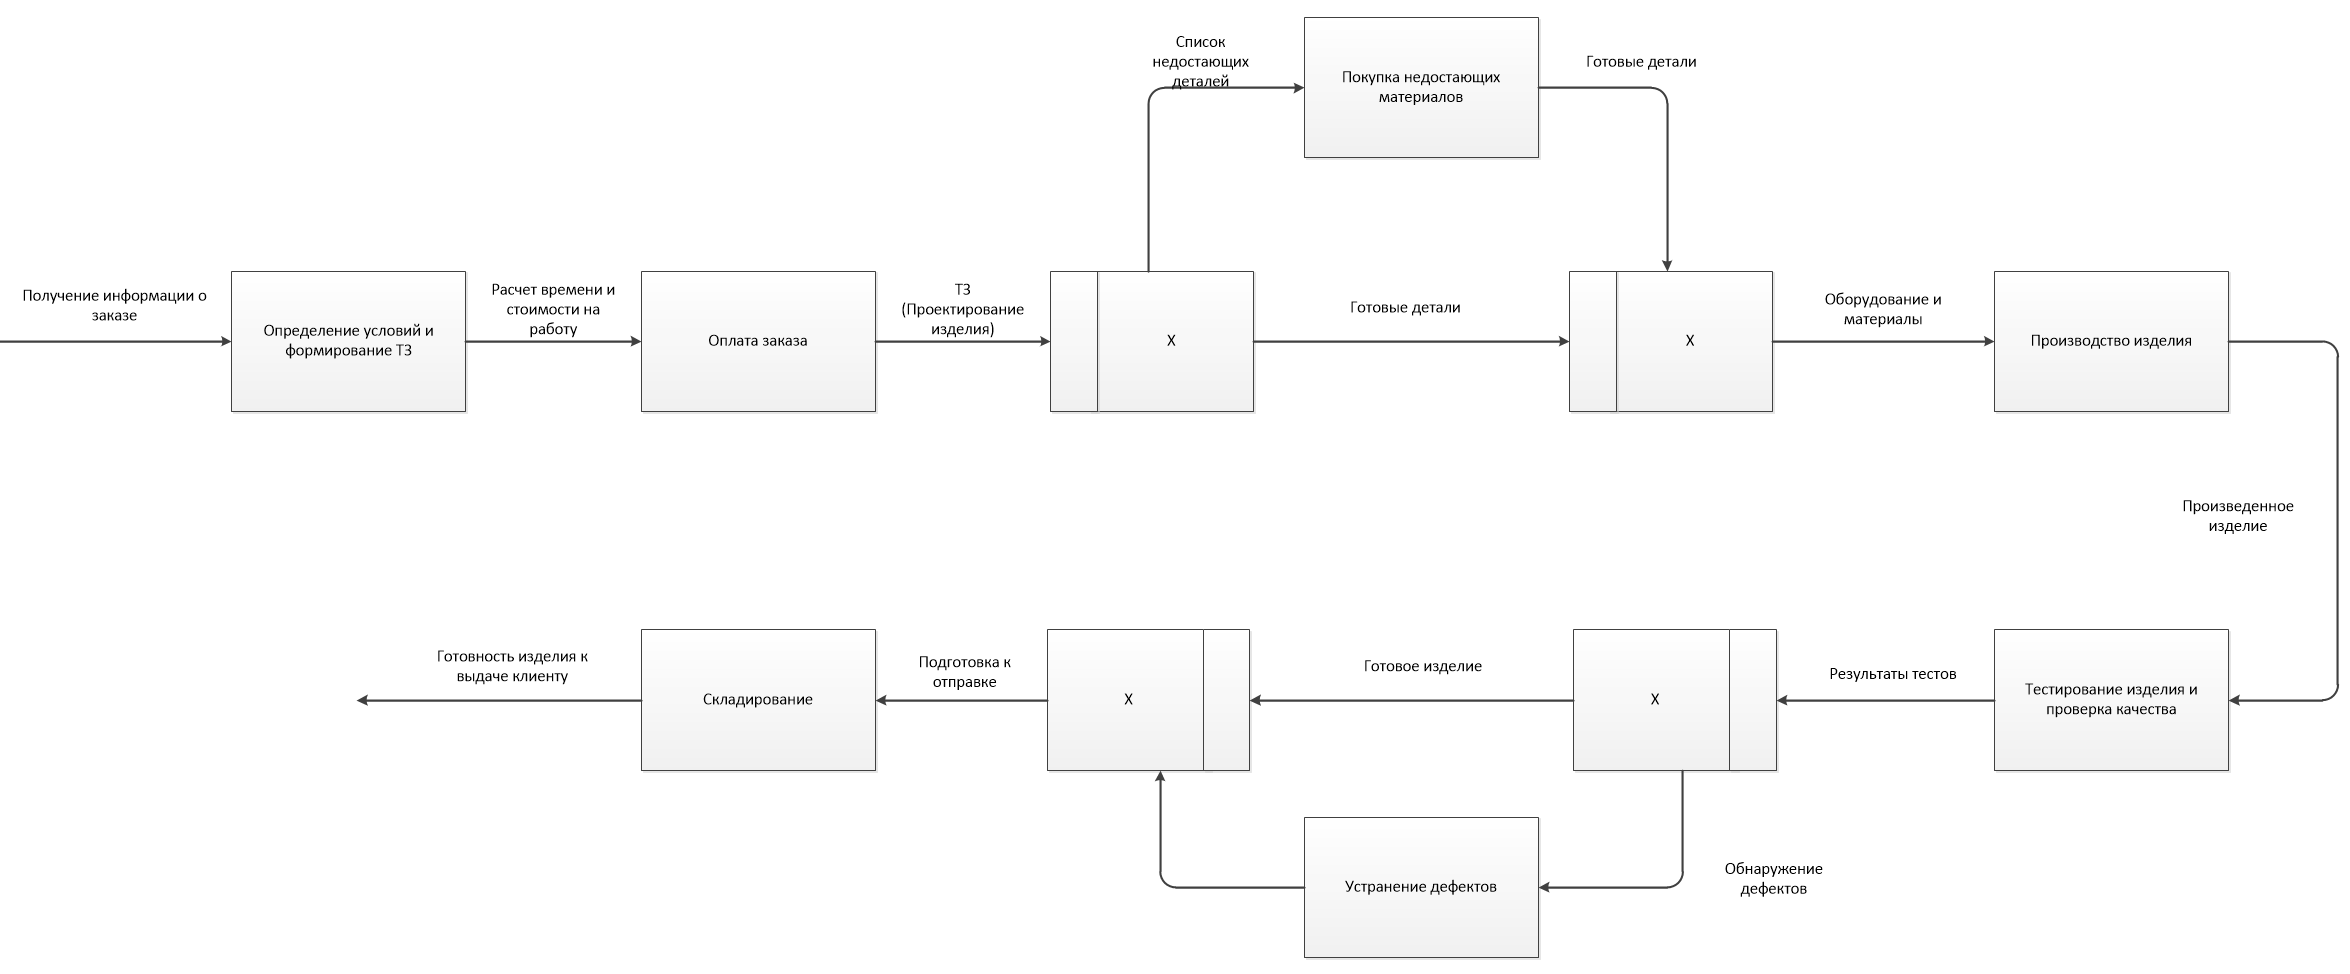 Список
недостающих
деталей
Покупка недостающих
материалов
Готовые детали
Получение информации о
заказе
Определение условий и
формирование ТЗ
Расчет времени и
стоимости на
работу
Оплата заказа
ТЗ
(Проектирование
изделия)
X
Готовые детали
X
Оборудование и
материалы
Производство изделия
Произведенное
изделие
Готовность изделия к
выдаче клиенту
Складирование
Подготовка к
отправке
X
Готовое изделие
X
Результаты тестов
Тестирование изделия и
проверка качества
Устранение дефектов
Обнаружение
дефектов